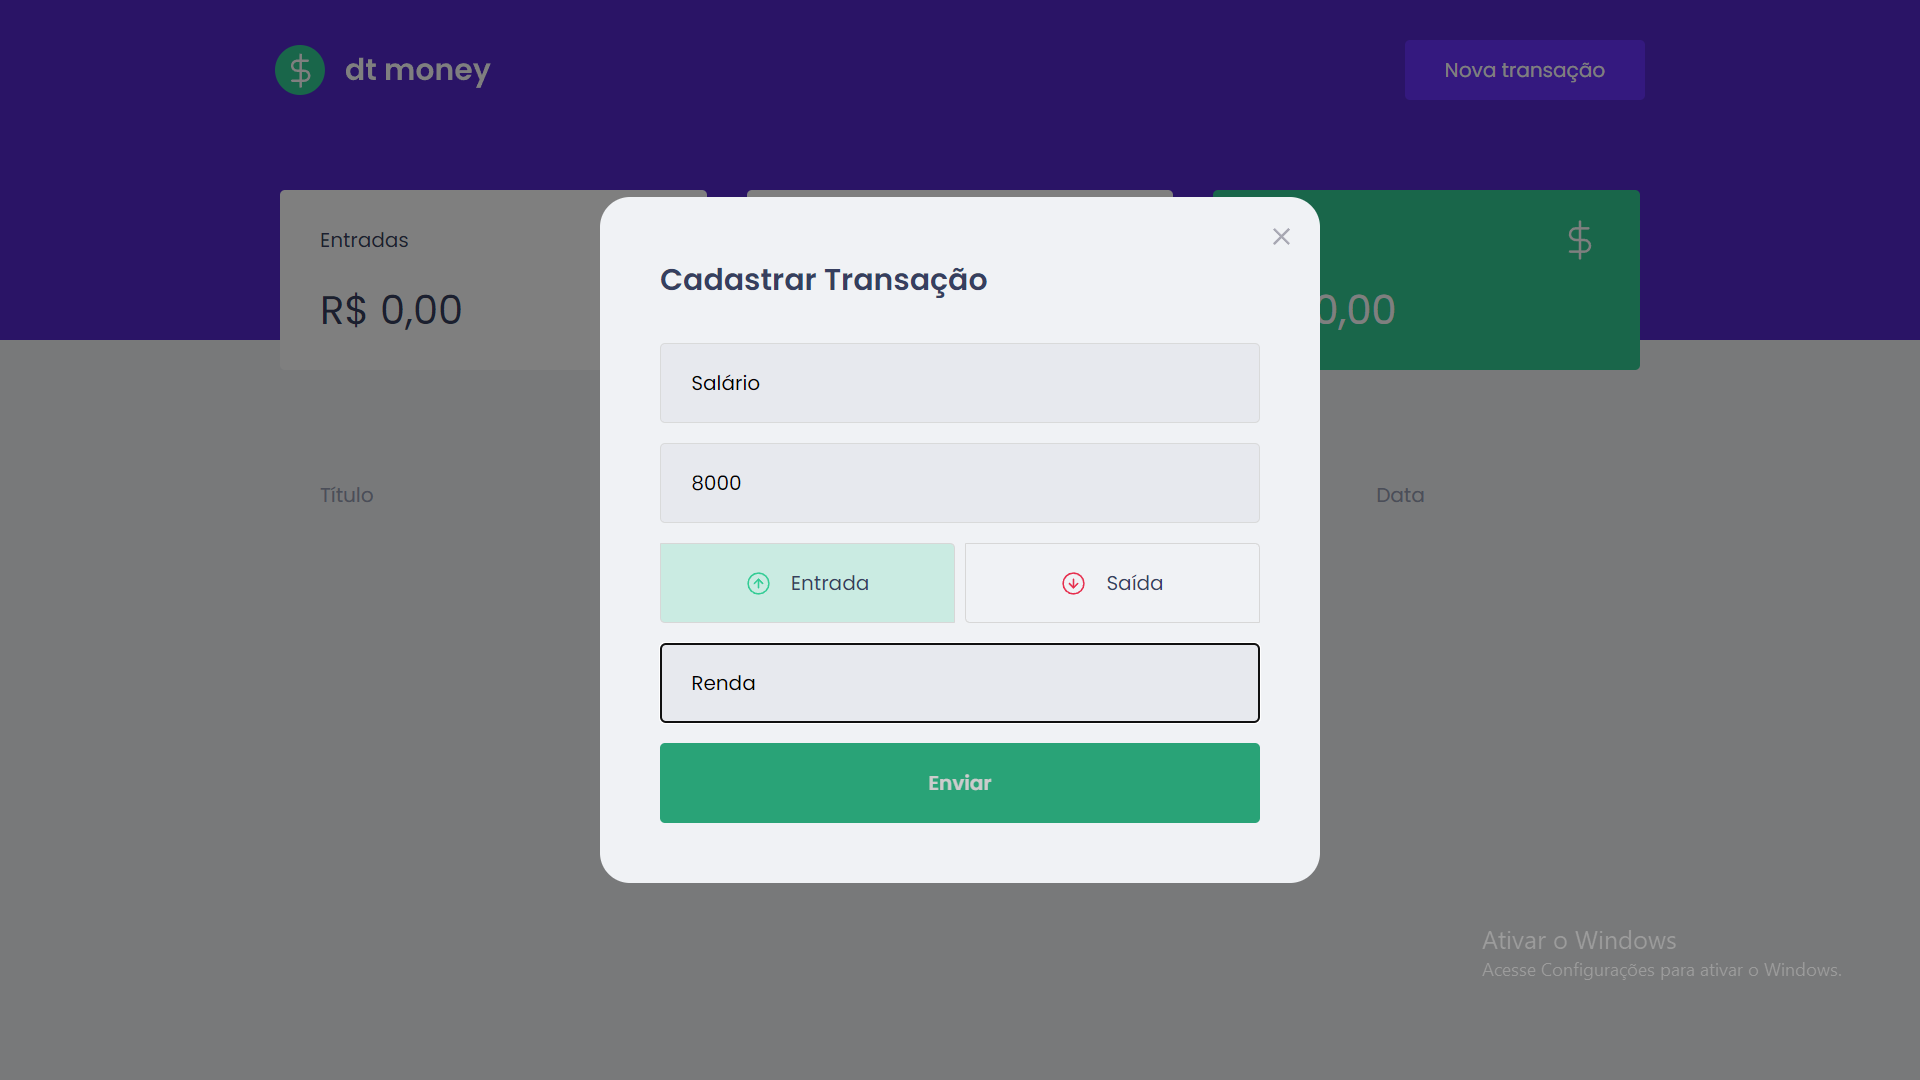 dt money
Nova transação
Entradas
R$ 0,00
0,00
Cadastrar Transação
Salário
8000
Entrada
Saída
Renda
Enviar
Título
Data
Ativar o Windows
Acesse Configurações para ativar o Windows.